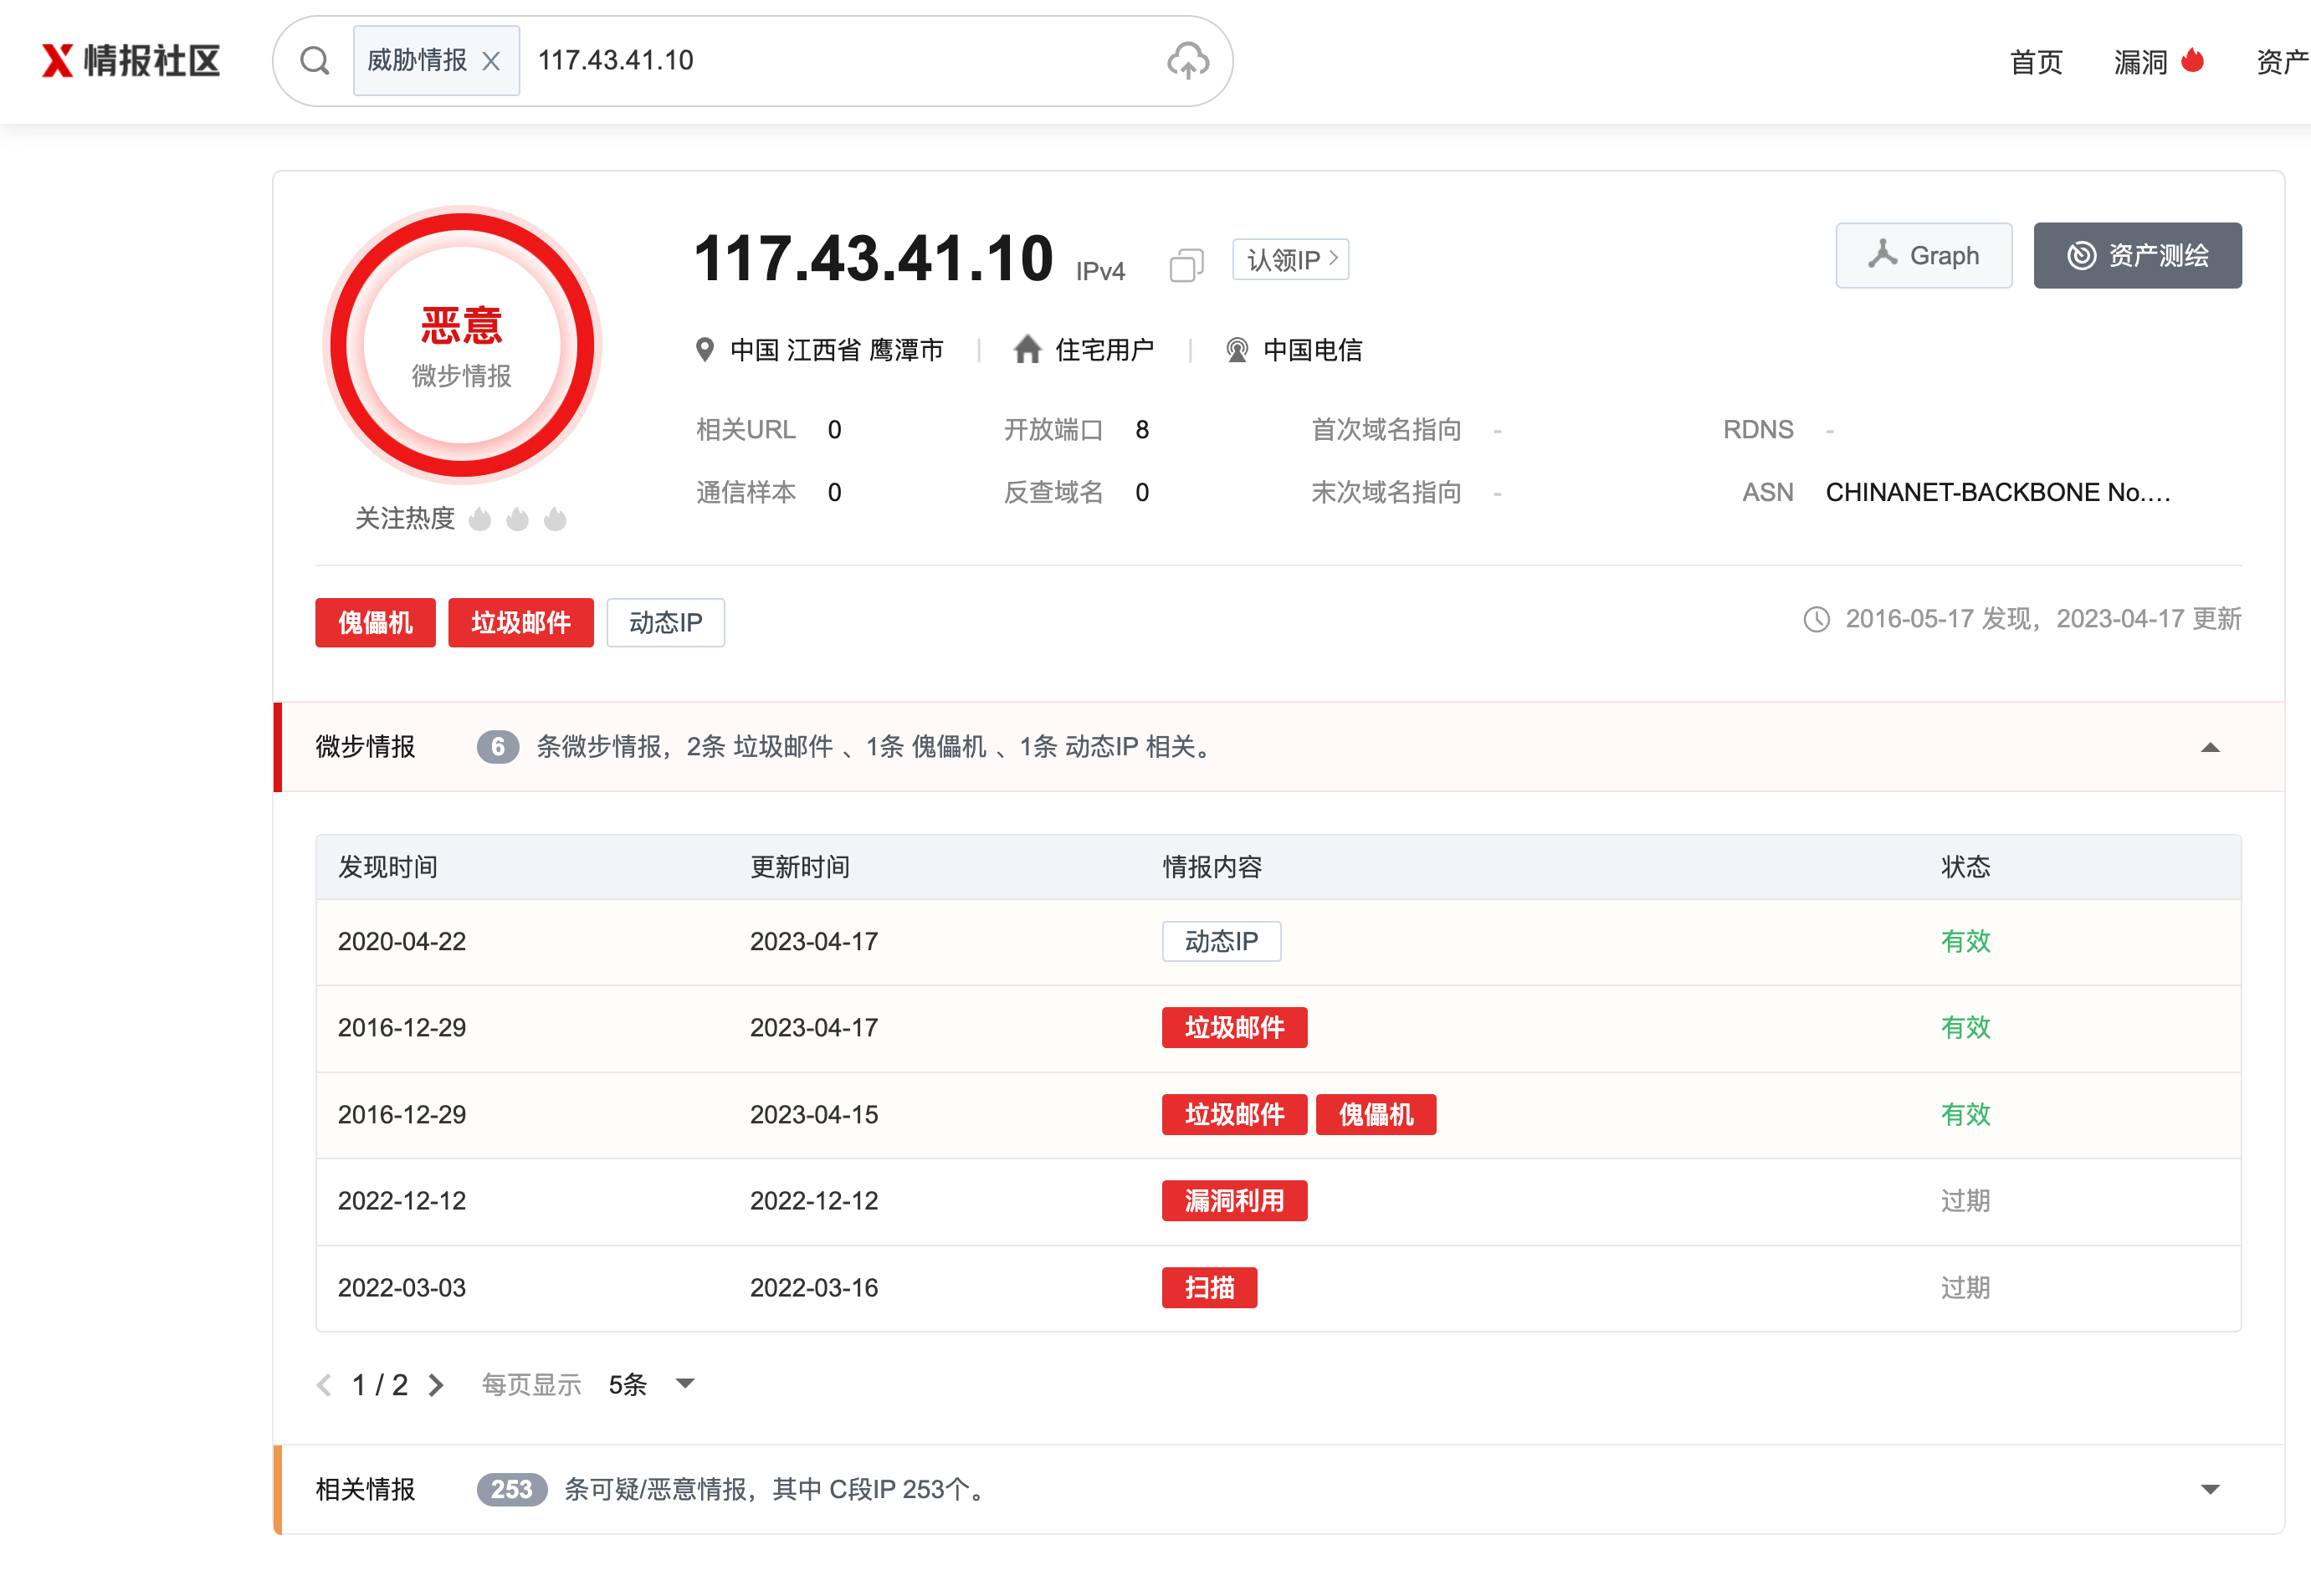 X 情报社区
威胁情报 X 117.43.41.10
首页 漏洞 资产
恶意
微步情报
关注热度
117.43.41.10 IPv4 认领IP >
Graph 资产测绘
中国 江西省 鹰潭市 | 住宅用户 | 中国电信
相关URL 0 开放端口 8 首次域名指向 - RDNS -
通信样本 0 反查域名 0 末次域名指向 - ASN CHINANET-BACKBONE No....
傀儡机 垃圾邮件 动态IP
2016-05-17 发现，2023-04-17 更新
微步情报 6 条微步情报，2条 垃圾邮件 、1条 傀儡机 、1条 动态IP 相关。
发现时间 更新时间 情报内容 状态
2020-04-22 2023-04-17 动态IP 有效
2016-12-29 2023-04-17 垃圾邮件 有效
2016-12-29 2023-04-15 垃圾邮件 傀儡机 有效
2022-12-12 2022-12-12 漏洞利用 过期
2022-03-03 2022-03-16 扫描 过期
1 / 2 每页显示 5条
相关情报 253 条可疑/恶意情报，其中 C段IP 253个。